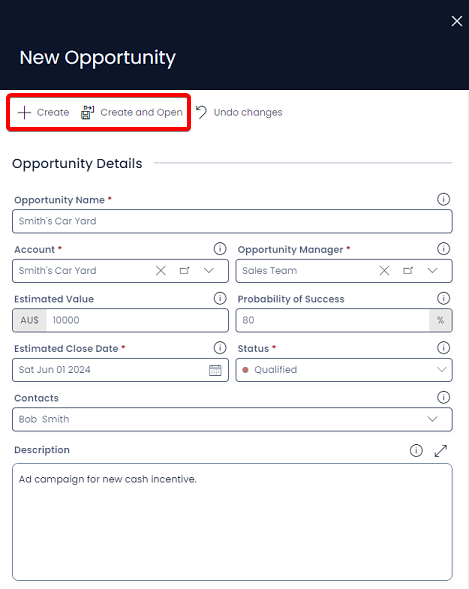 New Opportunity
Create Create and Open Undo changes
Opportunity Details
Opportunity Name *
Smith's Car Yard
Account * Opportunity Manager *
Smith's Car Yard Sales Team
Estimated Value Probability of Success
AU$ 10000 80 %
Estimated Close Date * Status *
Sat Jun 01 2024 Qualified
Contacts
Bob Smith
Description
Ad campaign for new cash incentive.